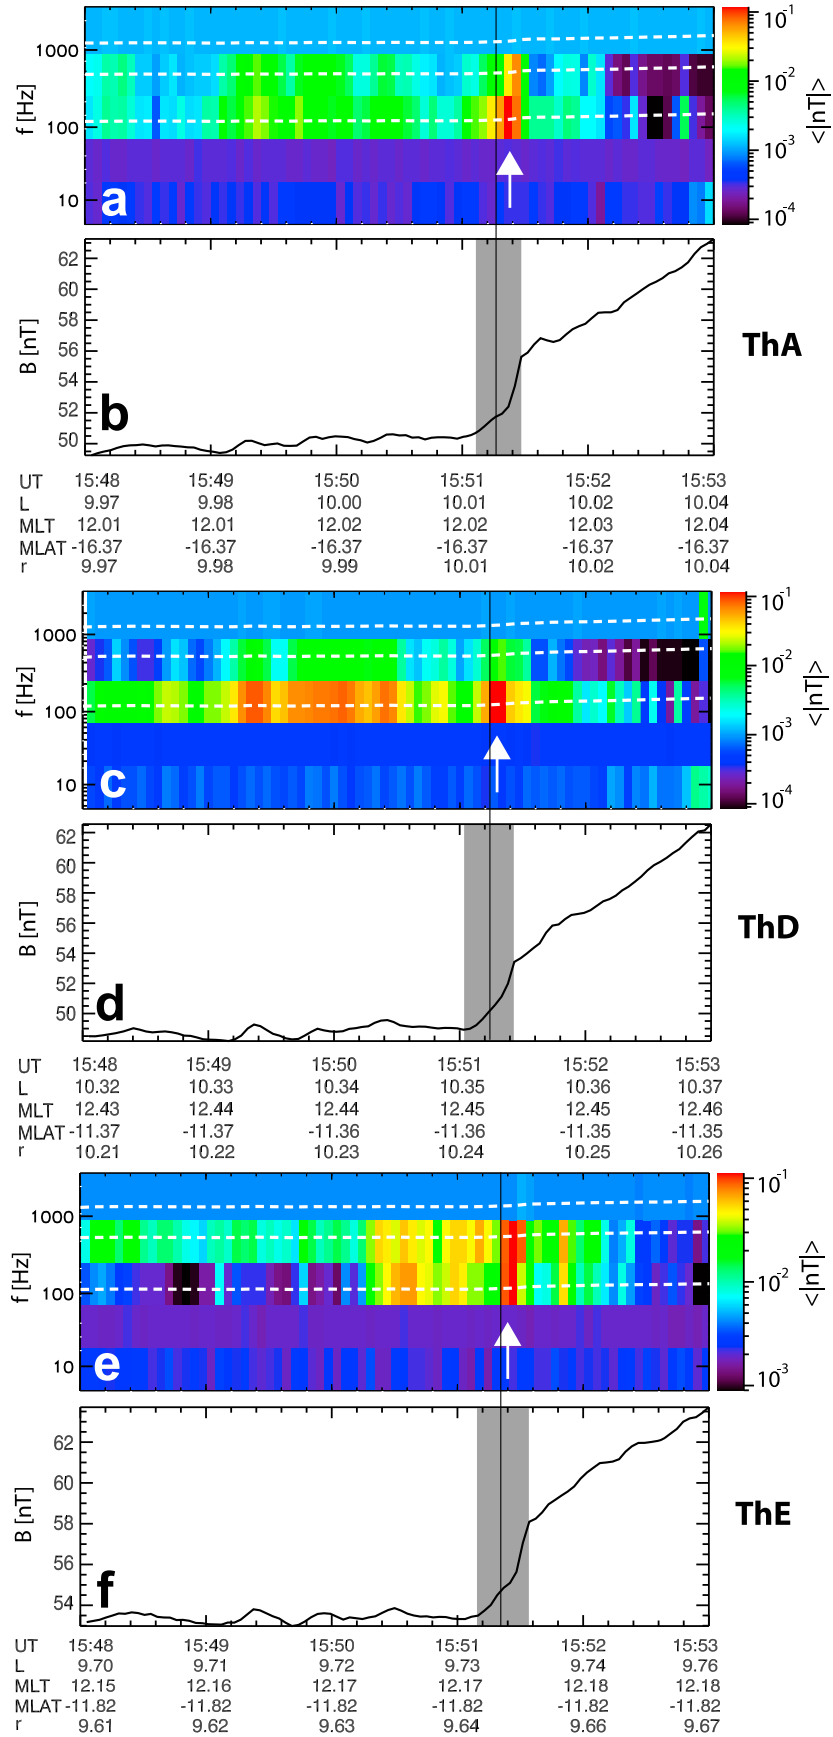 1000
100
10
f [Hz]
a
10^-1
10^-2
10^-3
10^-4
<|nT|>
62
60
58
56
54
52
50
B [nT]
b
ThA
UT 15:48 15:49 15:50 15:51 15:52 15:53
L 9.97 9.98 10.00 10.01 10.02 10.04
MLT 12.01 12.01 12.02 12.02 12.03 12.04
MLAT -16.37 -16.37 -16.37 -16.37 -16.37 -16.37
r 9.97 9.98 9.99 10.01 10.02 10.04
1000
100
10
f [Hz]
c
10^-1
10^-2
10^-3
10^-4
<|nT|>
62
60
58
56
54
52
50
B [nT]
d
ThD
UT 15:48 15:49 15:50 15:51 15:52 15:53
L 10.32 10.33 10.34 10.35 10.36 10.37
MLT 12.43 12.44 12.44 12.45 12.45 12.46
MLAT -11.37 -11.37 -11.36 -11.36 -11.35 -11.35
r 10.21 10.22 10.23 10.24 10.25 10.26
1000
100
10
f [Hz]
e
10^-1
10^-2
10^-3
<|nT|>
62
60
58
56
54
B [nT]
f
ThE
UT 15:48 15:49 15:50 15:51 15:52 15:53
L 9.70 9.71 9.72 9.73 9.74 9.76
MLT 12.15 12.16 12.17 12.17 12.18 12.18
MLAT -11.82 -11.82 -11.82 -11.82 -11.82 -11.82
r 9.61 9.62 9.63 9.64 9.66 9.67